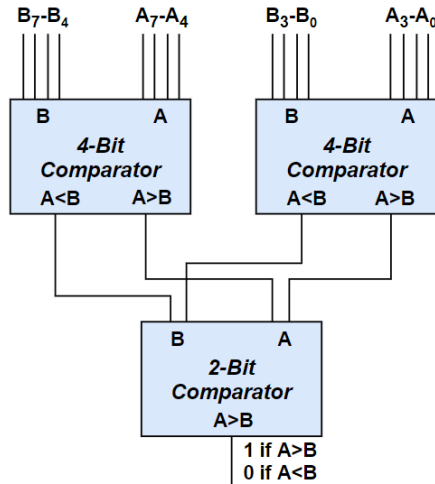 B₇-B₄ A₇-A₄ B₃-B₀ A₃-A₀
B A B A
4-Bit 4-Bit
Comparator Comparator
A<B A>B A<B A>B
B A
2-Bit
Comparator
A>B
1 if A>B
0 if A<B